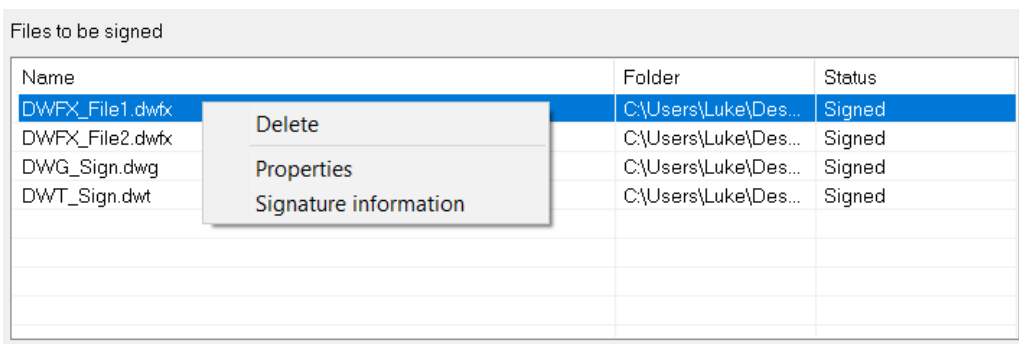 Files to be signed
Name Folder Status
DWFX_File1.dwfx C:\Users\Luke\Des... Signed
DWFX_File2.dwfx C:\Users\Luke\Des... Signed
DWG_Sign.dwg C:\Users\Luke\Des... Signed
DWT_Sign.dwt C:\Users\Luke\Des... Signed
Delete
Properties
Signature information